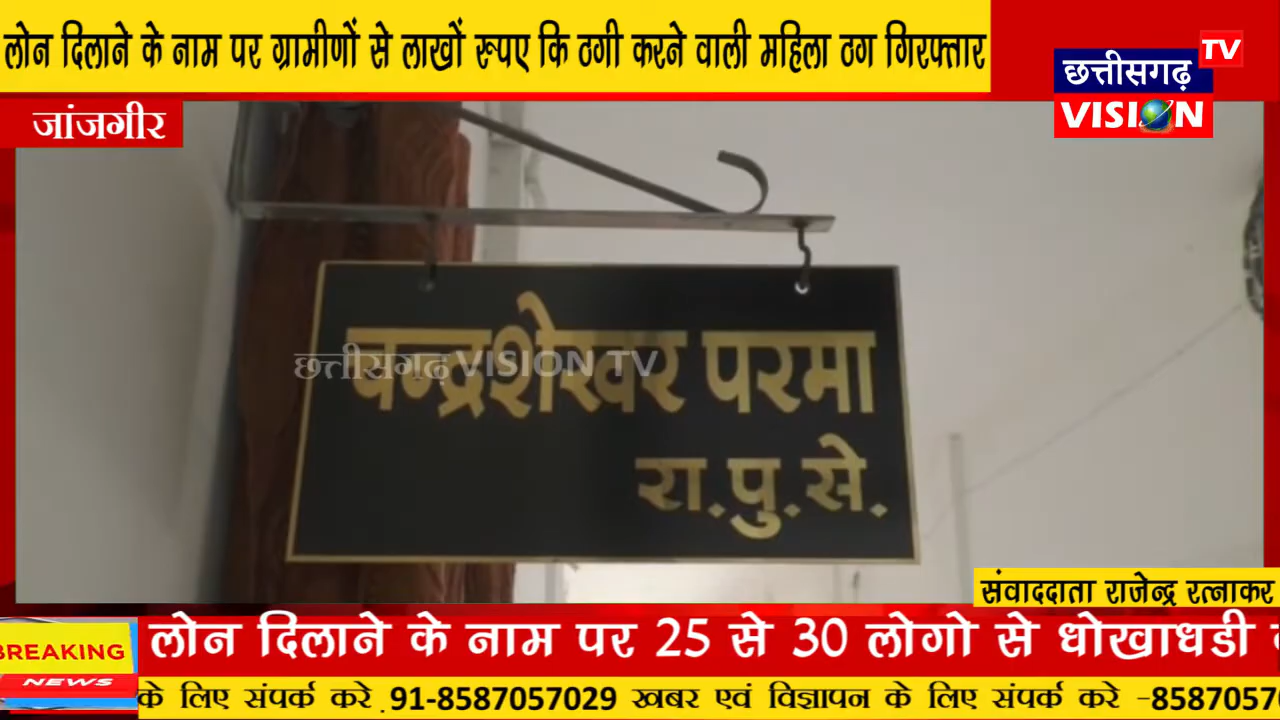 लोन दिलाने के नाम पर ग्रामीणों से लाखों रूपए कि ठगी करने वाली महिला ठग गिरफ्तार
TV
छत्तीसगढ़
VISION
जांजगीर
चन्द्रशेखर परमा
छत्तीसगढ़ VISION TV
रा.पु.से.
संवाददाता राजेन्द्र रत्नाकर
BREAKING
NEWS
लोन दिलाने के नाम पर 25 से 30 लोगो से धोखाधडी
के लिए संपर्क करे .91-8587057029 खबर एवं विज्ञापन के लिए संपर्क करे -8587057